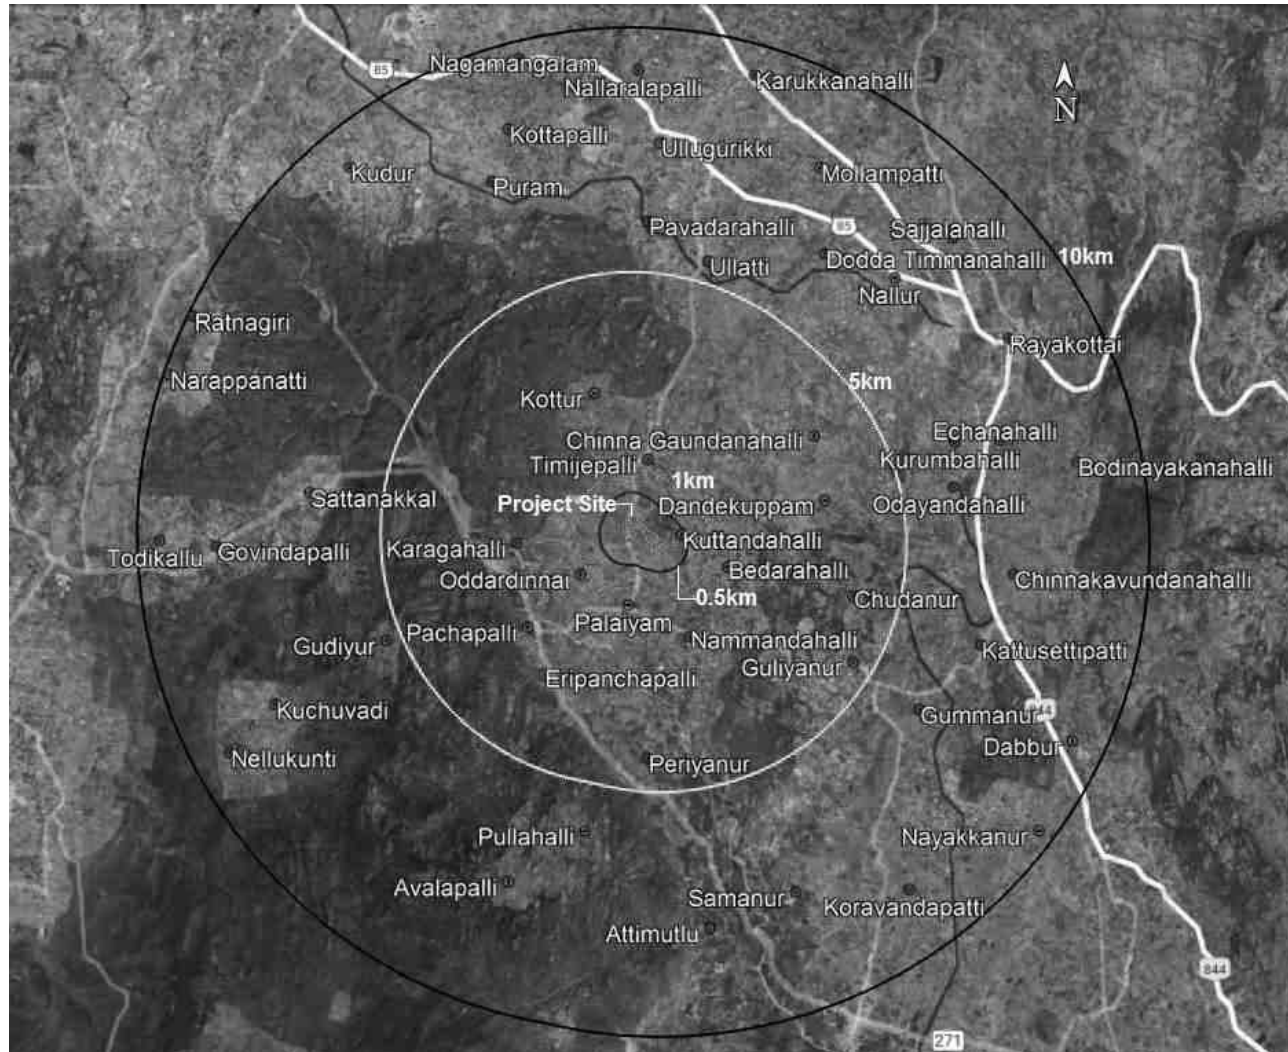 85
Nagamangalam
Nallaralapalli
Karukkanahalli
N
Kottapalli
Ullugurikki
Kudur
Mollampatti
Puram
Pavadarahalli
85
Sajjalahalli
Ullatti
Dodda Timmanahalli
10km
Nallur
Ratnagiri
Rayakottai
Narappanatti
5km
Kottur
Chinna Gaundanahalli
Echanahalli
Timijepalli
Kurumbahalli
Bodinayakanahalli
1km
Sattanakkal
Project Site
Dandekuppam
Odayandahalli
Todikallu
Govindapalli
Karagahalli
Kuttandahalli
Oddardinnai
Bedarahalli
Chinnakavundanahalli
0.5km
Chudanur
Palaiyam
Gudiyur
Pachapalli
Nammandahalli
Kattusettipatti
Guliyanur
Eripanchapalli
Kuchuvadi
Gummanur
Dabbur
Nellukunti
Periyanur
Pullahalli
Nayakkanur
Avalapalli
Samanur
Koravandapatti
Attimutlu
844
271